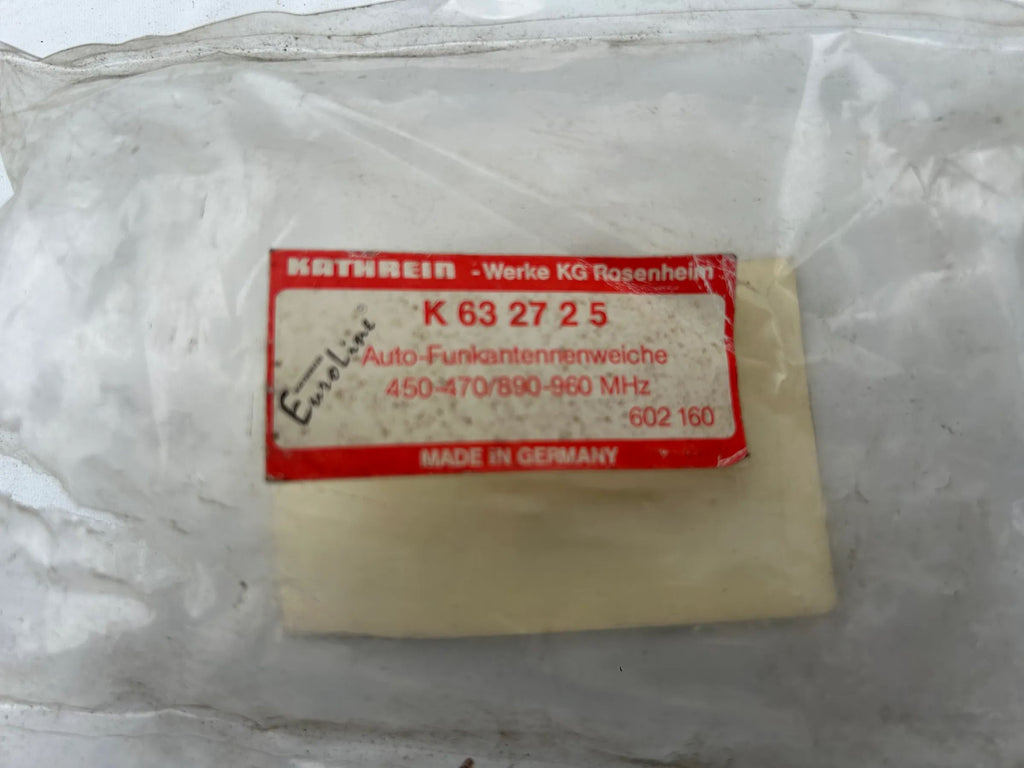 KATHREIN - Werke KG Rosenheim
K 63 27 2 5
EuroLine
Auto-Funkantennenweiche
450-470/890-960 MHz
602 160
MADE IN GERMANY